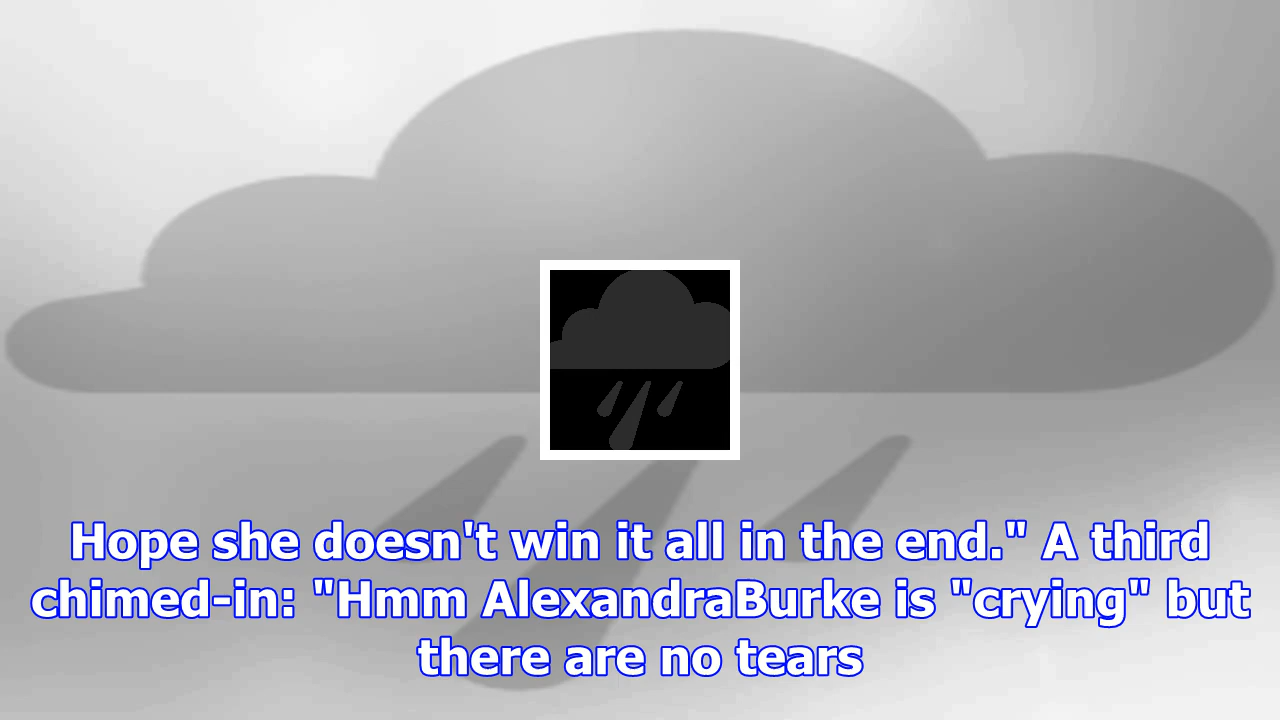 Hope she doesn't win it all in the end." A third
chimed-in: "Hmm AlexandraBurke is "crying" but
there are no tears